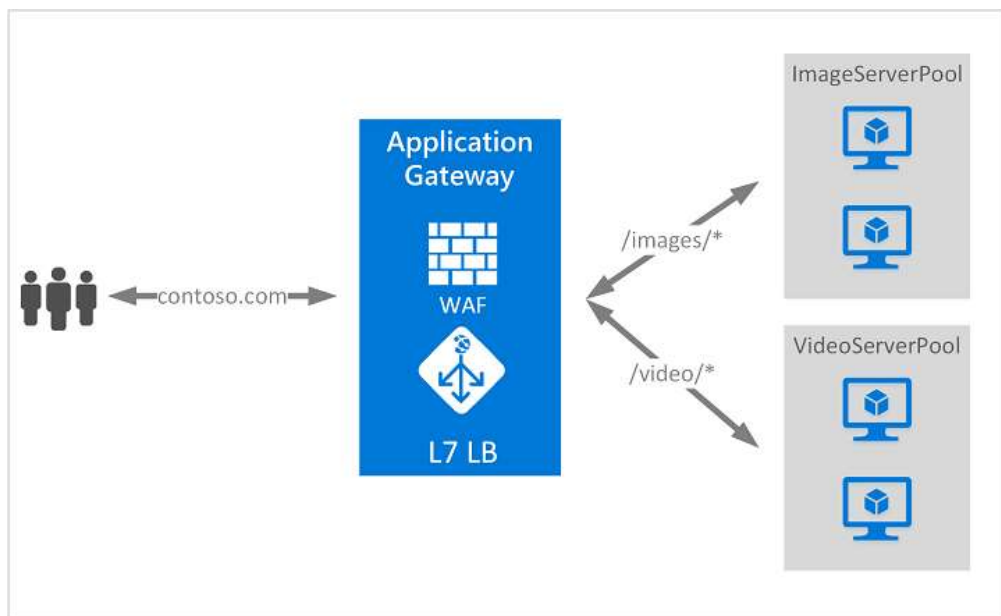 contoso.com
Application
Gateway
WAF
L7 LB
/images/*
/video/*
ImageServerPool
VideoServerPool